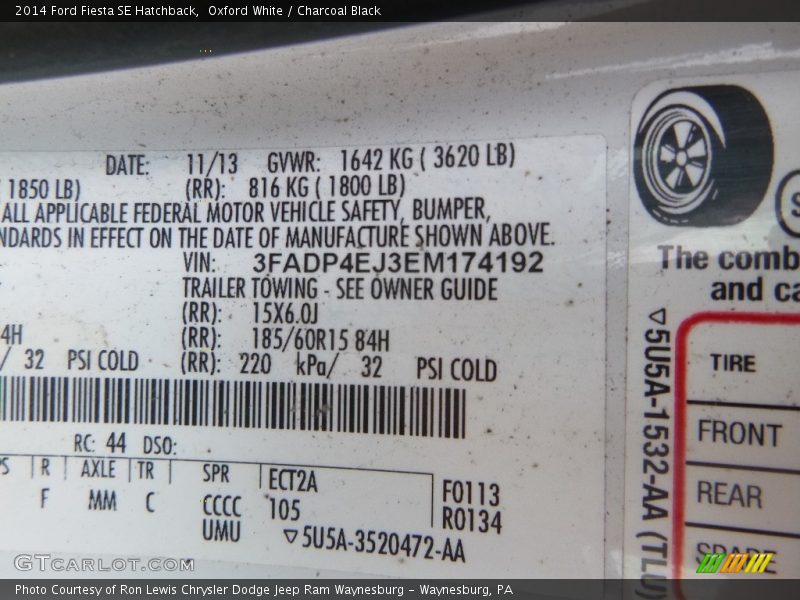 2014 Ford Fiesta SE Hatchback, Oxford White / Charcoal Black
DATE: 11/13 GVWR: 1642 KG ( 3620 LB)
1850 LB) (RR): 816 KG ( 1800 LB)
ALL APPLICABLE FEDERAL MOTOR VEHICLE SAFETY, BUMPER,
NDARDS IN EFFECT ON THE DATE OF MANUFACTURE SHOWN ABOVE.
VIN: 3FADP4EJ3EM174192
TRAILER TOWING - SEE OWNER GUIDE
(RR): 15X6.0J
4H (RR): 185/60R15 84H
/ 32 PSI COLD (RR): 220 kPa/ 32 PSI COLD
RC: 44 DSO:
PS R AXLE TR SPR ECT2A
F MM C CCCC 105
UMU
F0113
R0134
▽5U5A-3520472-AA
The comb
and ca
▽5U5A-1532-AA (TLU)
TIRE
FRONT
REAR
SPARE
GTCarLot.com
Photo Courtesy of Ron Lewis Chrysler Dodge Jeep Ram Waynesburg – Waynesburg, PA